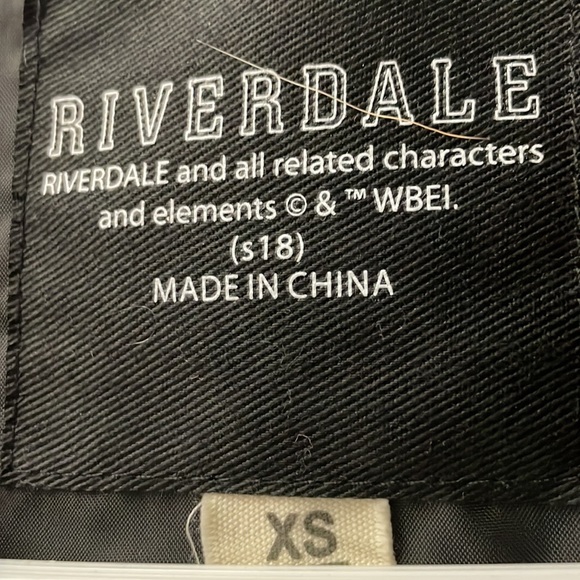 RIVERDALE
RIVERDALE and all related characters
and elements © & ™ WBEI.
(s18)
MADE IN CHINA
XS